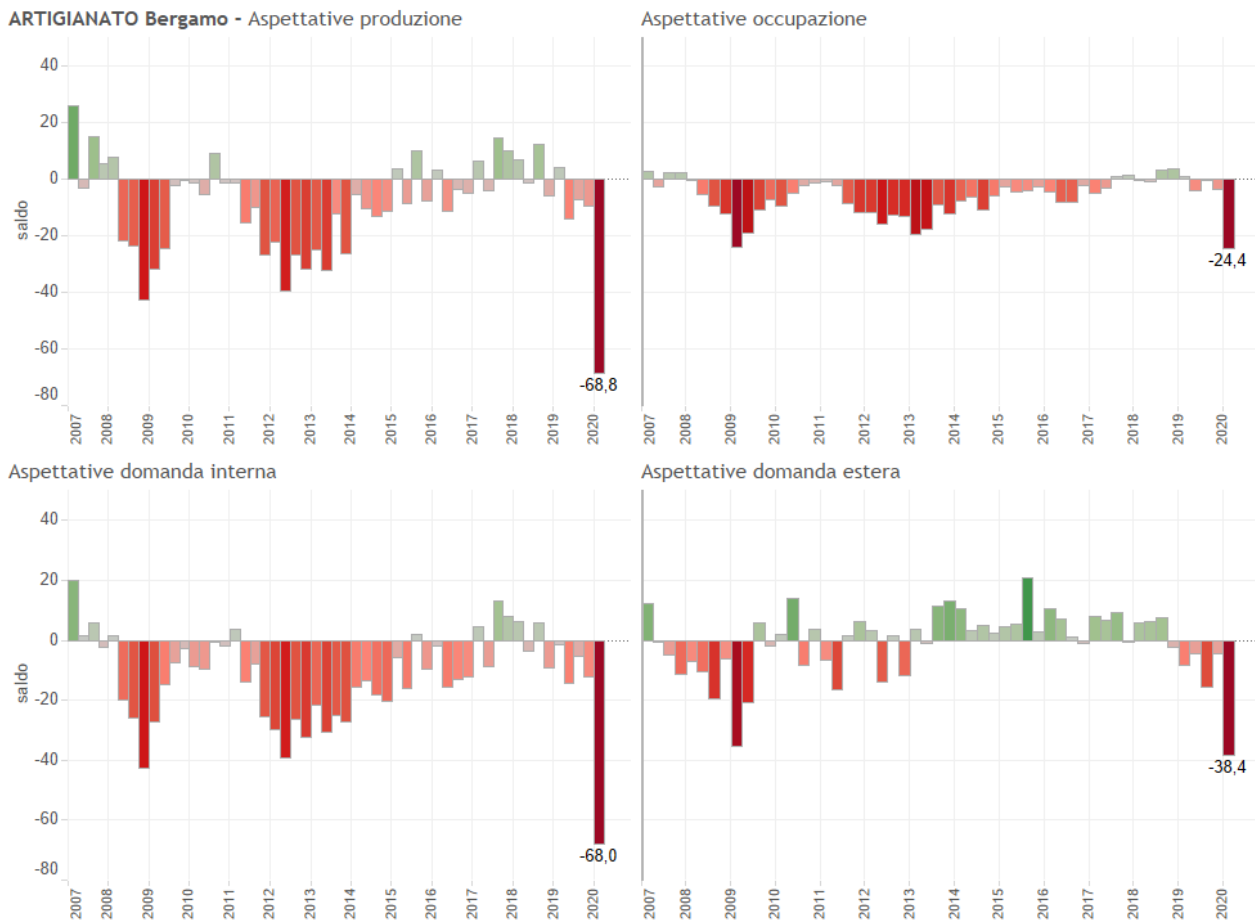 ARTIGIANATO Bergamo - Aspettative produzione
40
20
0
-20
-40
-60
-80
saldo
-68,8
2007 2008 2009 2010 2011 2012 2013 2014 2015 2016 2017 2018 2019 2020
Aspettative occupazione
-24,4
2007 2008 2009 2010 2011 2012 2013 2014 2015 2016 2017 2018 2019 2020
Aspettative domanda interna
40
20
0
-20
-40
-60
-80
saldo
-68,0
2007 2008 2009 2010 2011 2012 2013 2014 2015 2016 2017 2018 2019 2020
Aspettative domanda estera
-38,4
2007 2008 2009 2010 2011 2012 2013 2014 2015 2016 2017 2018 2019 2020